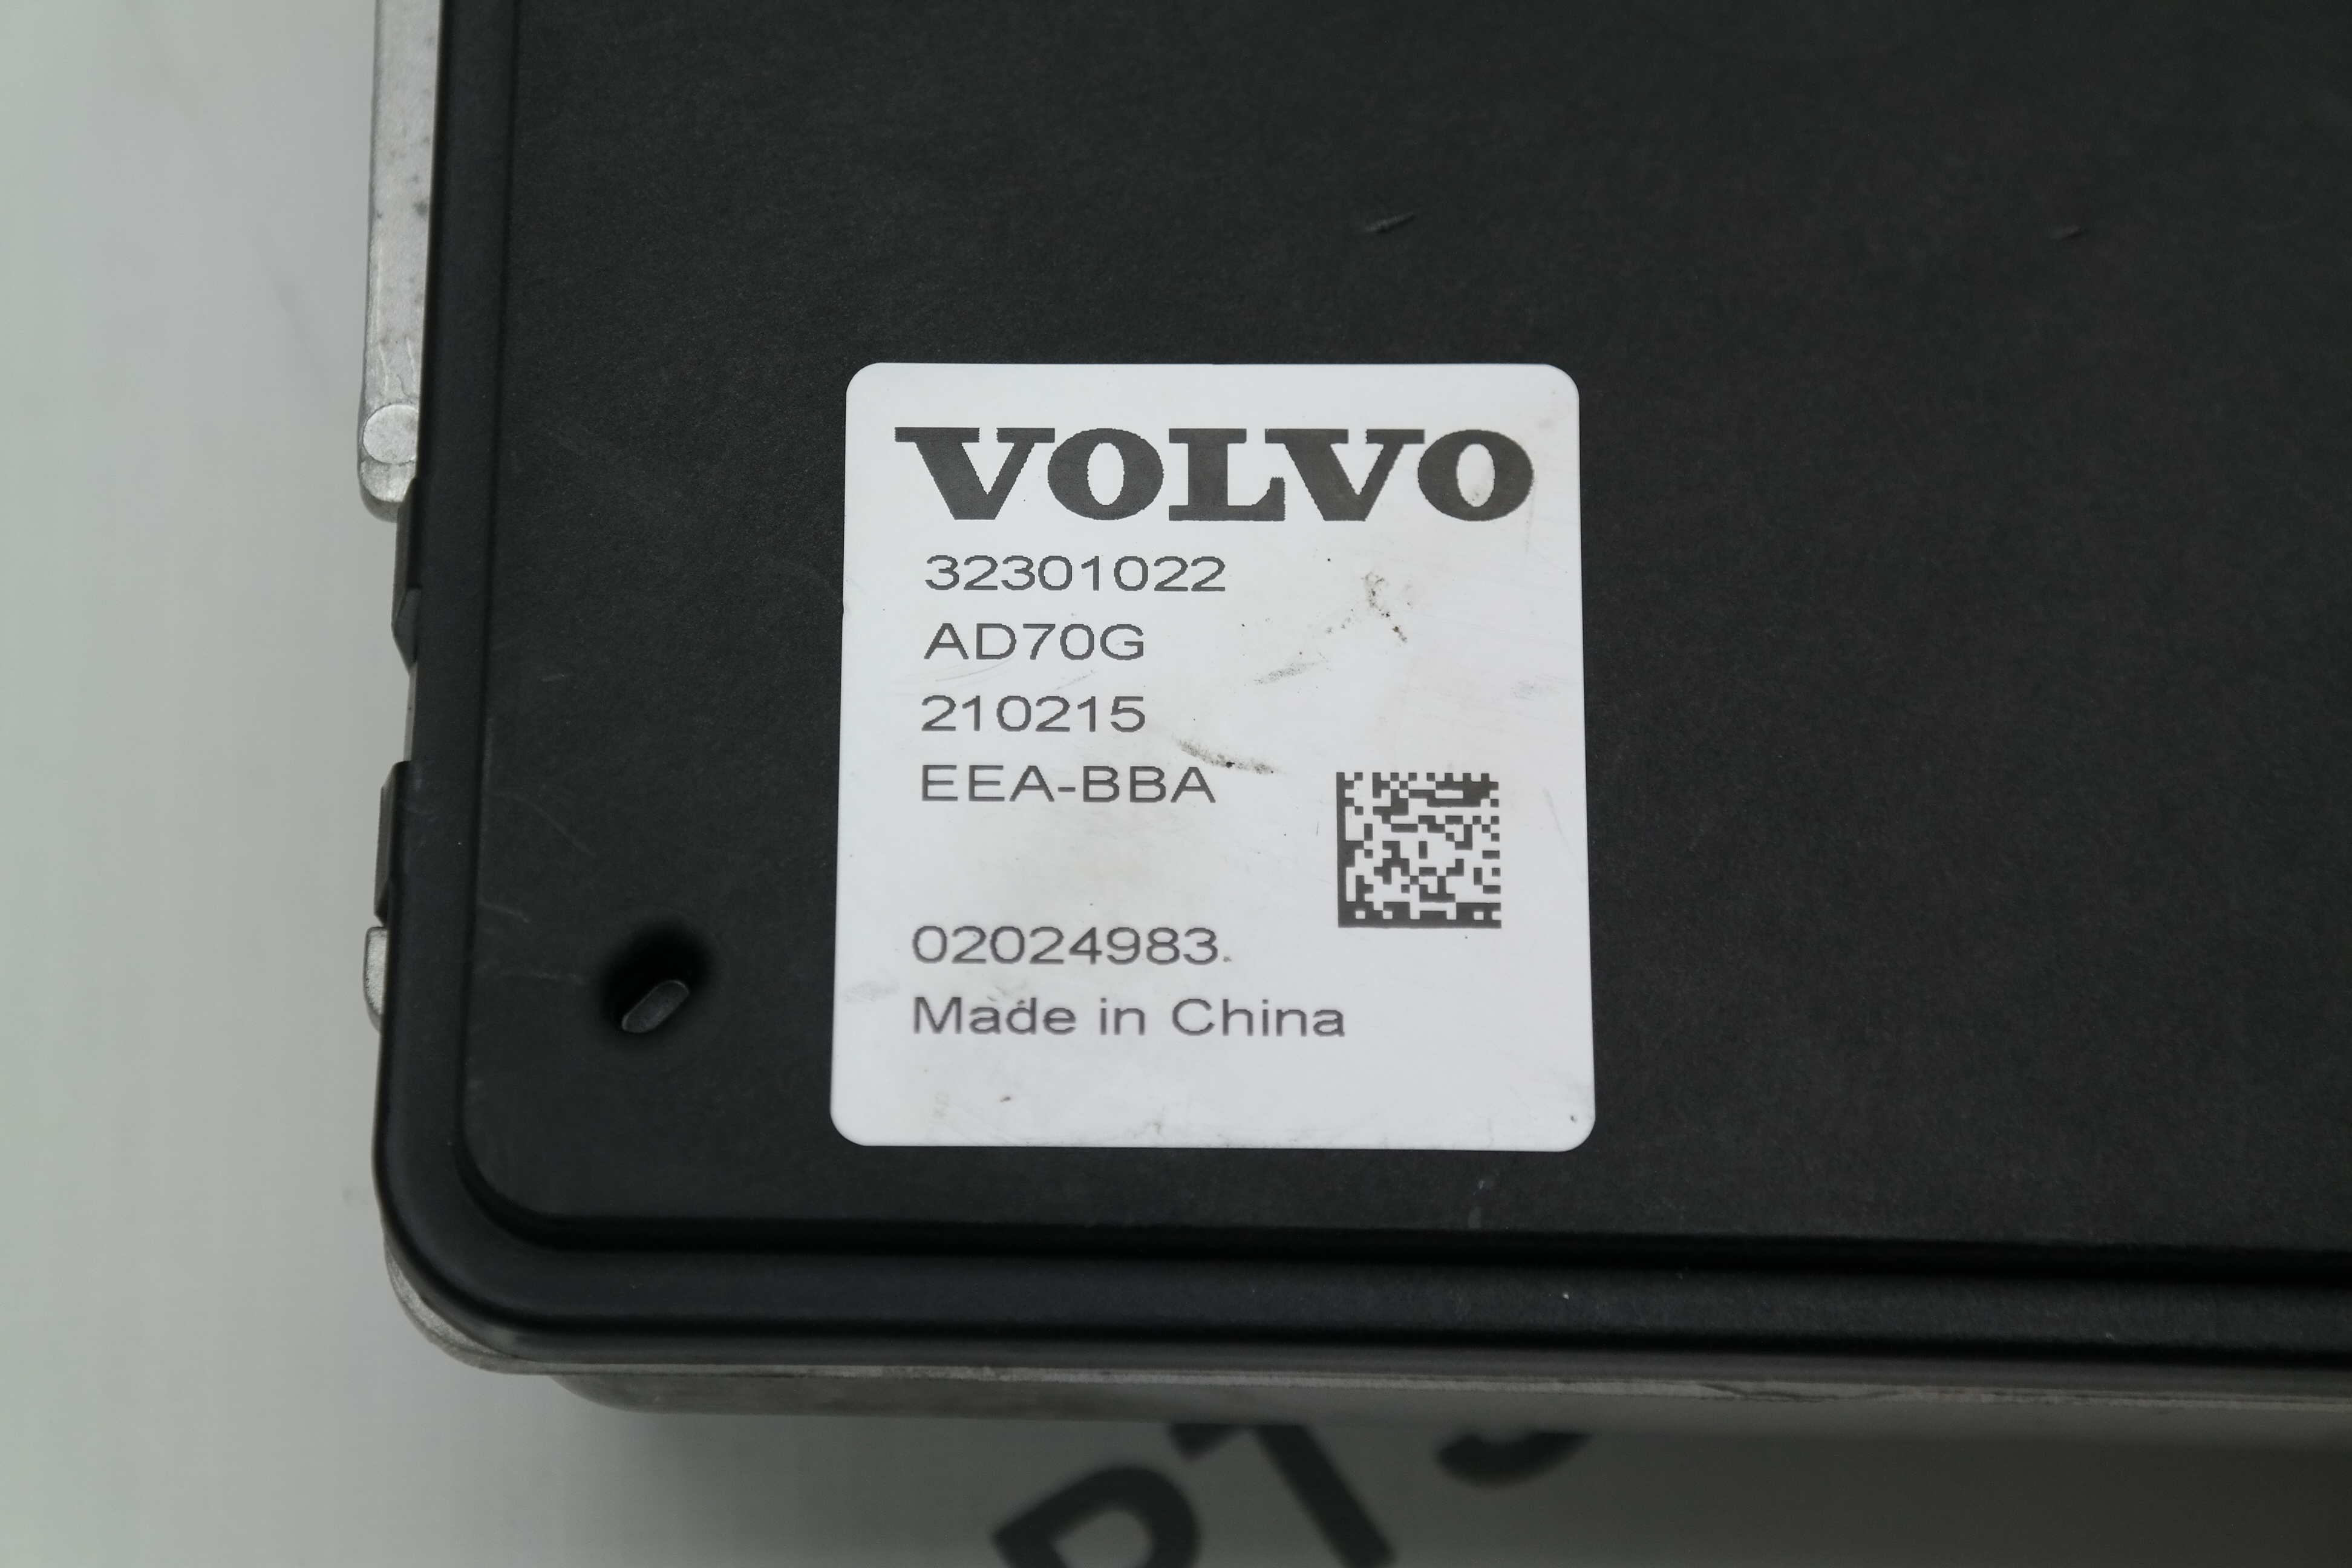 VOLVO
32301022
AD70G
210215
EEA-BBA
02024983.
Made in China